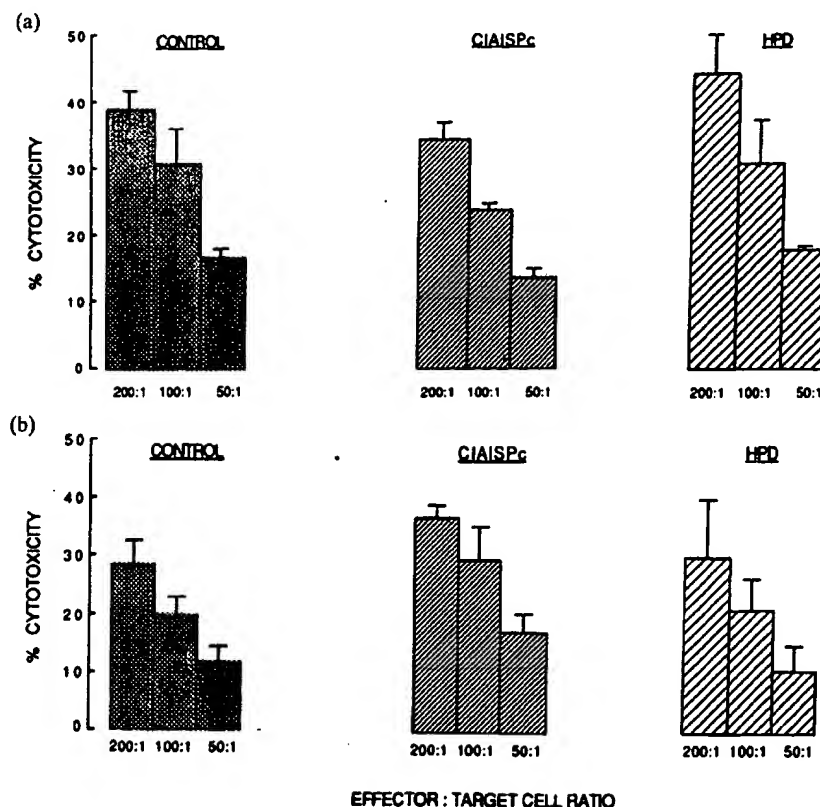 (a)
CONTROL CIAISPc HPD
50
40
30
20
10
0
% CYTOTOXICITY
200:1 100:1 50:1 200:1 100:1 50:1 200:1 100:1 50:1
(b)
CONTROL CIAISPc HPD
50
40
30
20
10
0
% CYTOTOXICITY
200:1 100:1 50:1 200:1 100:1 50:1 200:1 100:1 50:1
EFFECTOR : TARGET CELL RATIO